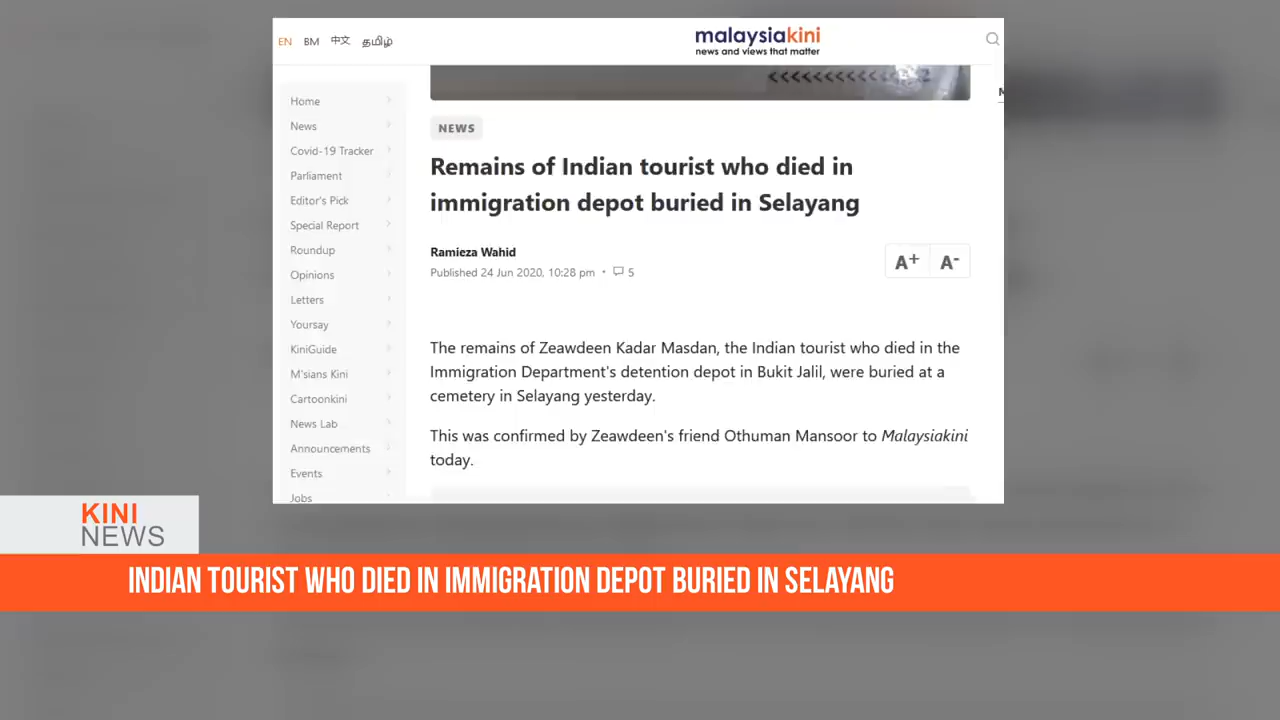 EN BM 中文 தமிழ்
malaysiakini
news and views that matter
Home
News
Covid-19 Tracker
Parliament
Editor's Pick
Special Report
Roundup
Opinions
Letters
Yoursay
KiniGuide
M'sians Kini
Cartoonkini
News Lab
Announcements
Events
Jobs
NEWS
Remains of Indian tourist who died in
immigration depot buried in Selayang
Ramieza Wahid
A+ A-
Published 24 Jun 2020, 10:28 pm • 5
The remains of Zeawdeen Kadar Masdan, the Indian tourist who died in the
Immigration Department's detention depot in Bukit Jalil, were buried at a
cemetery in Selayang yesterday.
This was confirmed by Zeawdeen's friend Othuman Mansoor to Malaysiakini
today.
KINI
NEWS
INDIAN TOURIST WHO DIED IN IMMIGRATION DEPOT BURIED IN SELAYANG